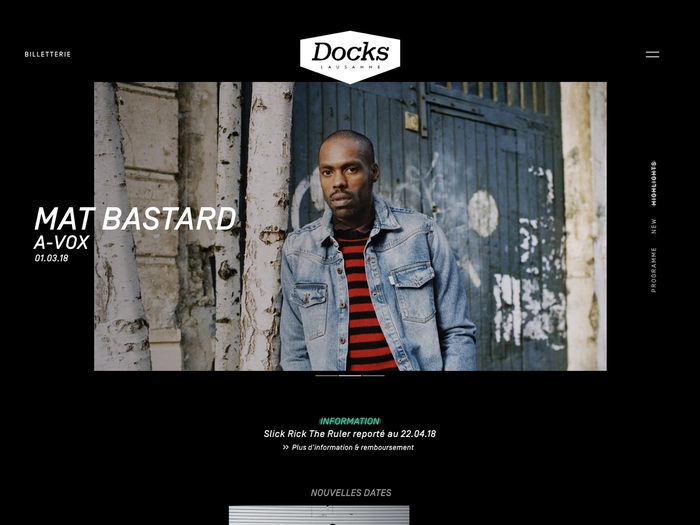 BILLETTERIE
Docks
LAUSANNE
MAT BASTARD
A-VOX
01.03.18
HIGHLIGHTS
NEW
PROGRAMME
INFORMATION
Slick Rick The Ruler reporté au 22.04.18
>> Plus d'information & remboursement
NOUVELLES DATES